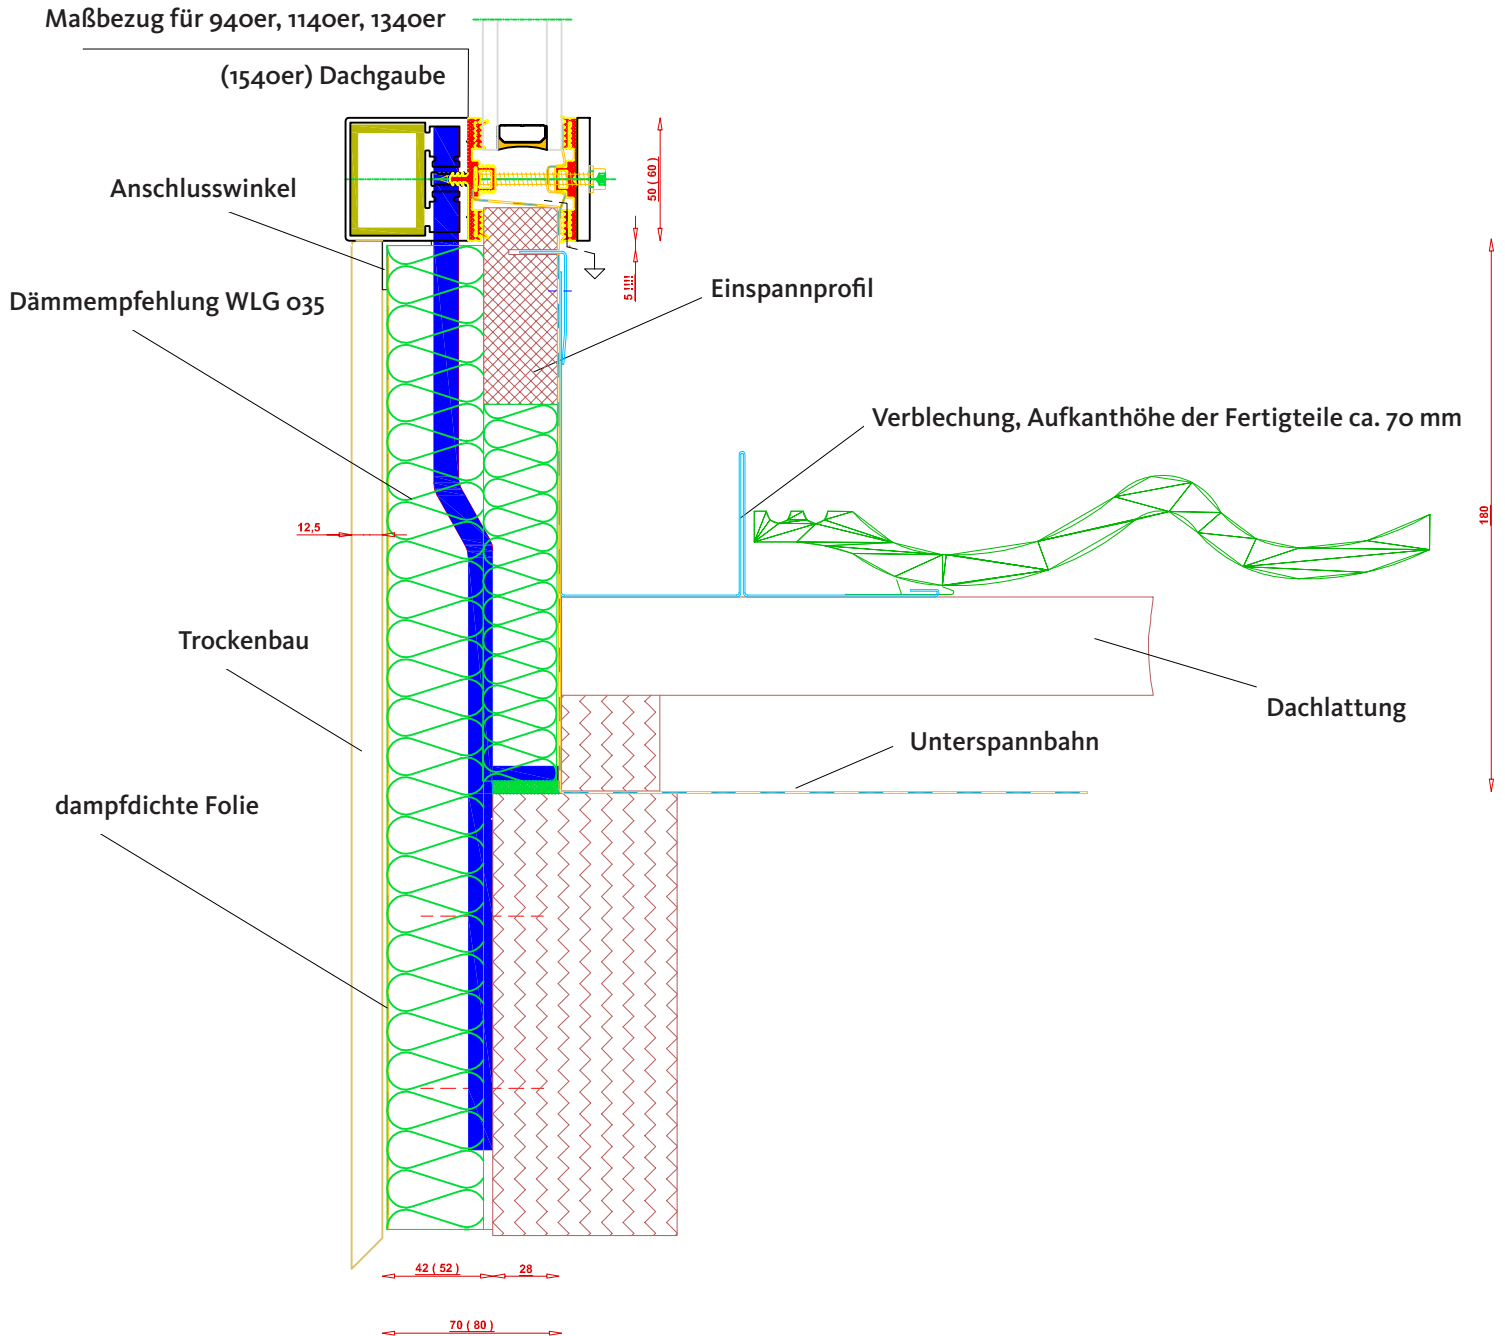 Maßbezug für 940er, 1140er, 1340er
(1540er) Dachgaube
Anschlusswinkel
50 ( 60 )
Dämmempfehlung WLG 035
5 !!!!
Einspannprofil
Verblechung, Aufkanthöhe der Fertigteile ca. 70 mm
180
12,5
Trockenbau
Dachlattung
Unterspannbahn
dampfdichte Folie
42 ( 52 )
28
70 ( 80 )